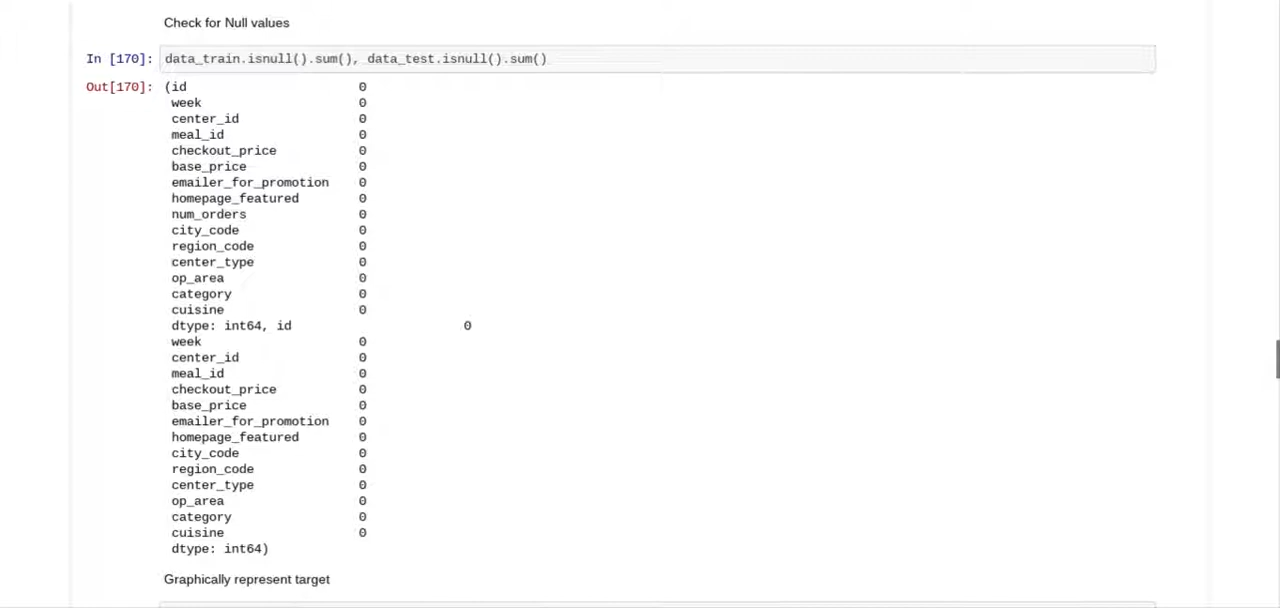 Check for Null values
In [170]: data_train.isnull().sum(), data_test.isnull().sum()
Out[170]: (id 0
week 0
center_id 0
meal_id 0
checkout_price 0
base_price 0
emailer_for_promotion 0
homepage_featured 0
num_orders 0
city_code 0
region_code 0
center_type 0
op_area 0
category 0
cuisine 0
dtype: int64, id 0
week 0
center_id 0
meal_id 0
checkout_price 0
base_price 0
emailer_for_promotion 0
homepage_featured 0
city_code 0
region_code 0
center_type 0
op_area 0
category 0
cuisine 0
dtype: int64)
Graphically represent target